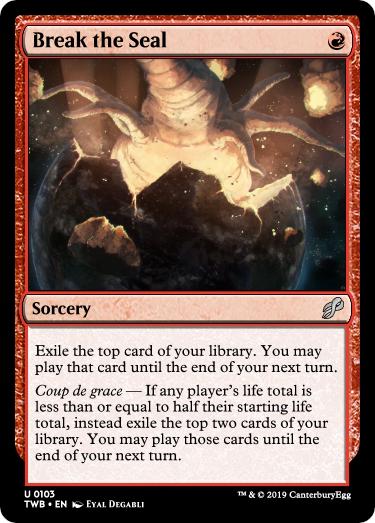 Break the Seal
Sorcery
Exile the top card of your library. You may
play that card until the end of your next turn.
Coup de grace — If any player's life total is
less than or equal to half their starting life
total, instead exile the top two cards of your
library. You may play those cards until the
end of your next turn.
U 0103
TWB • EN Eyal Degabli
™ & © 2019 CanterburyEgg